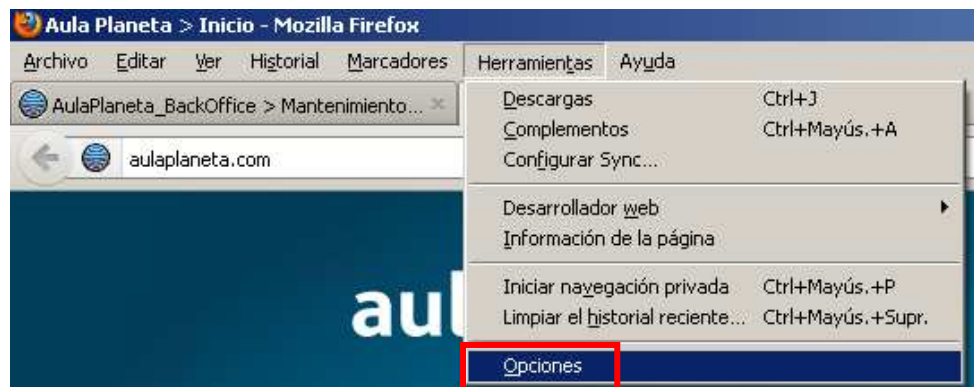 Aula Planeta > Inicio - Mozilla Firefox
Archivo Editar Ver Historial Marcadores Herramientas Ayuda
AulaPlaneta_BackOffice > Mantenimiento...
aulaplaneta.com
Descargas Ctrl+J
Complementos Ctrl+Mayús.+A
Configurar Sync...
Desarrollador web
Información de la página
Iniciar navegación privada Ctrl+Mayús.+P
Limpiar el historial reciente... Ctrl+Mayús.+Supr.
Opciones
aul